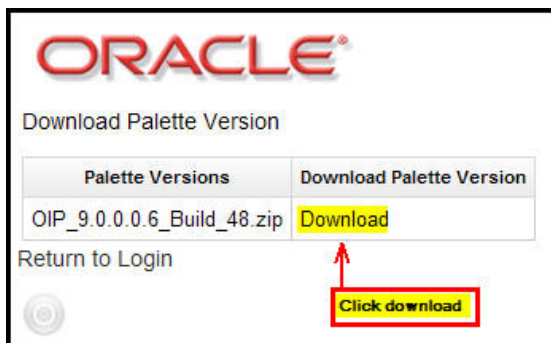 ORACLE®
Download Palette Version
Palette Versions Download Palette Version
OIP_9.0.0.0.6_Build_48.zip Download
Return to Login
Click download